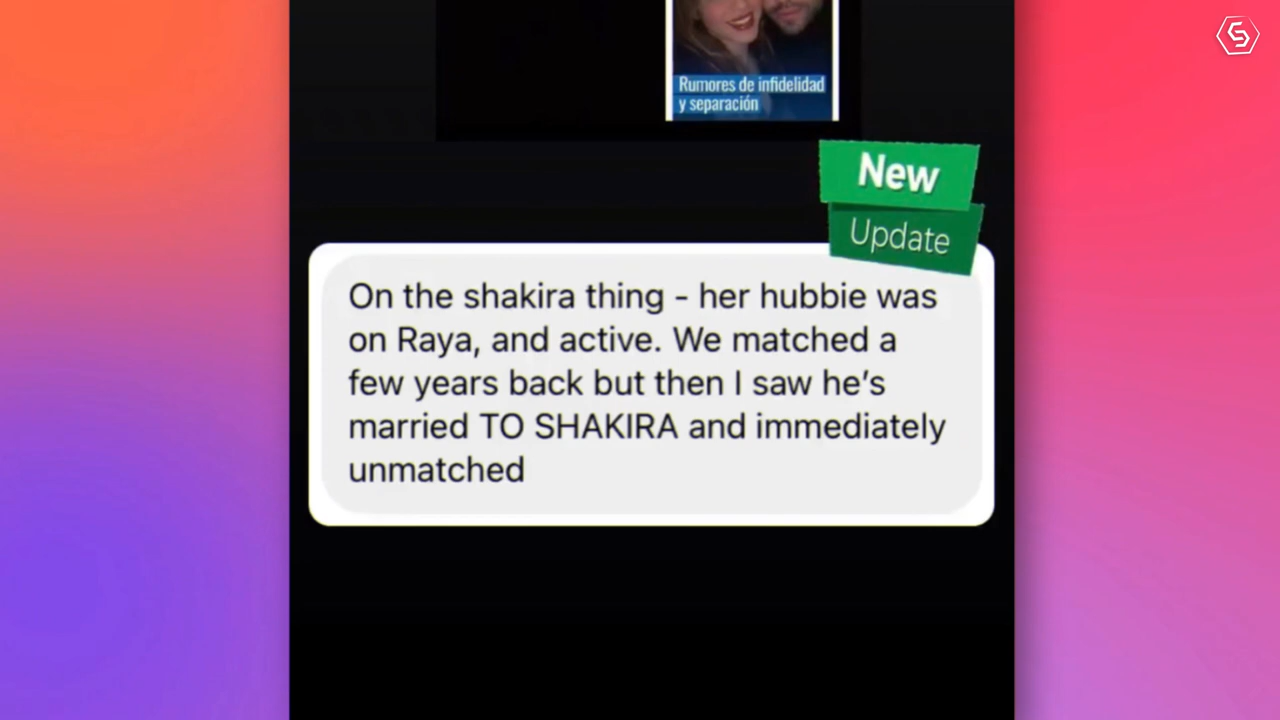 Rumores de infidelidad
y separación
New
Update
On the shakira thing - her hubbie was
on Raya, and active. We matched a
few years back but then I saw he's
married TO SHAKIRA and immediately
unmatched